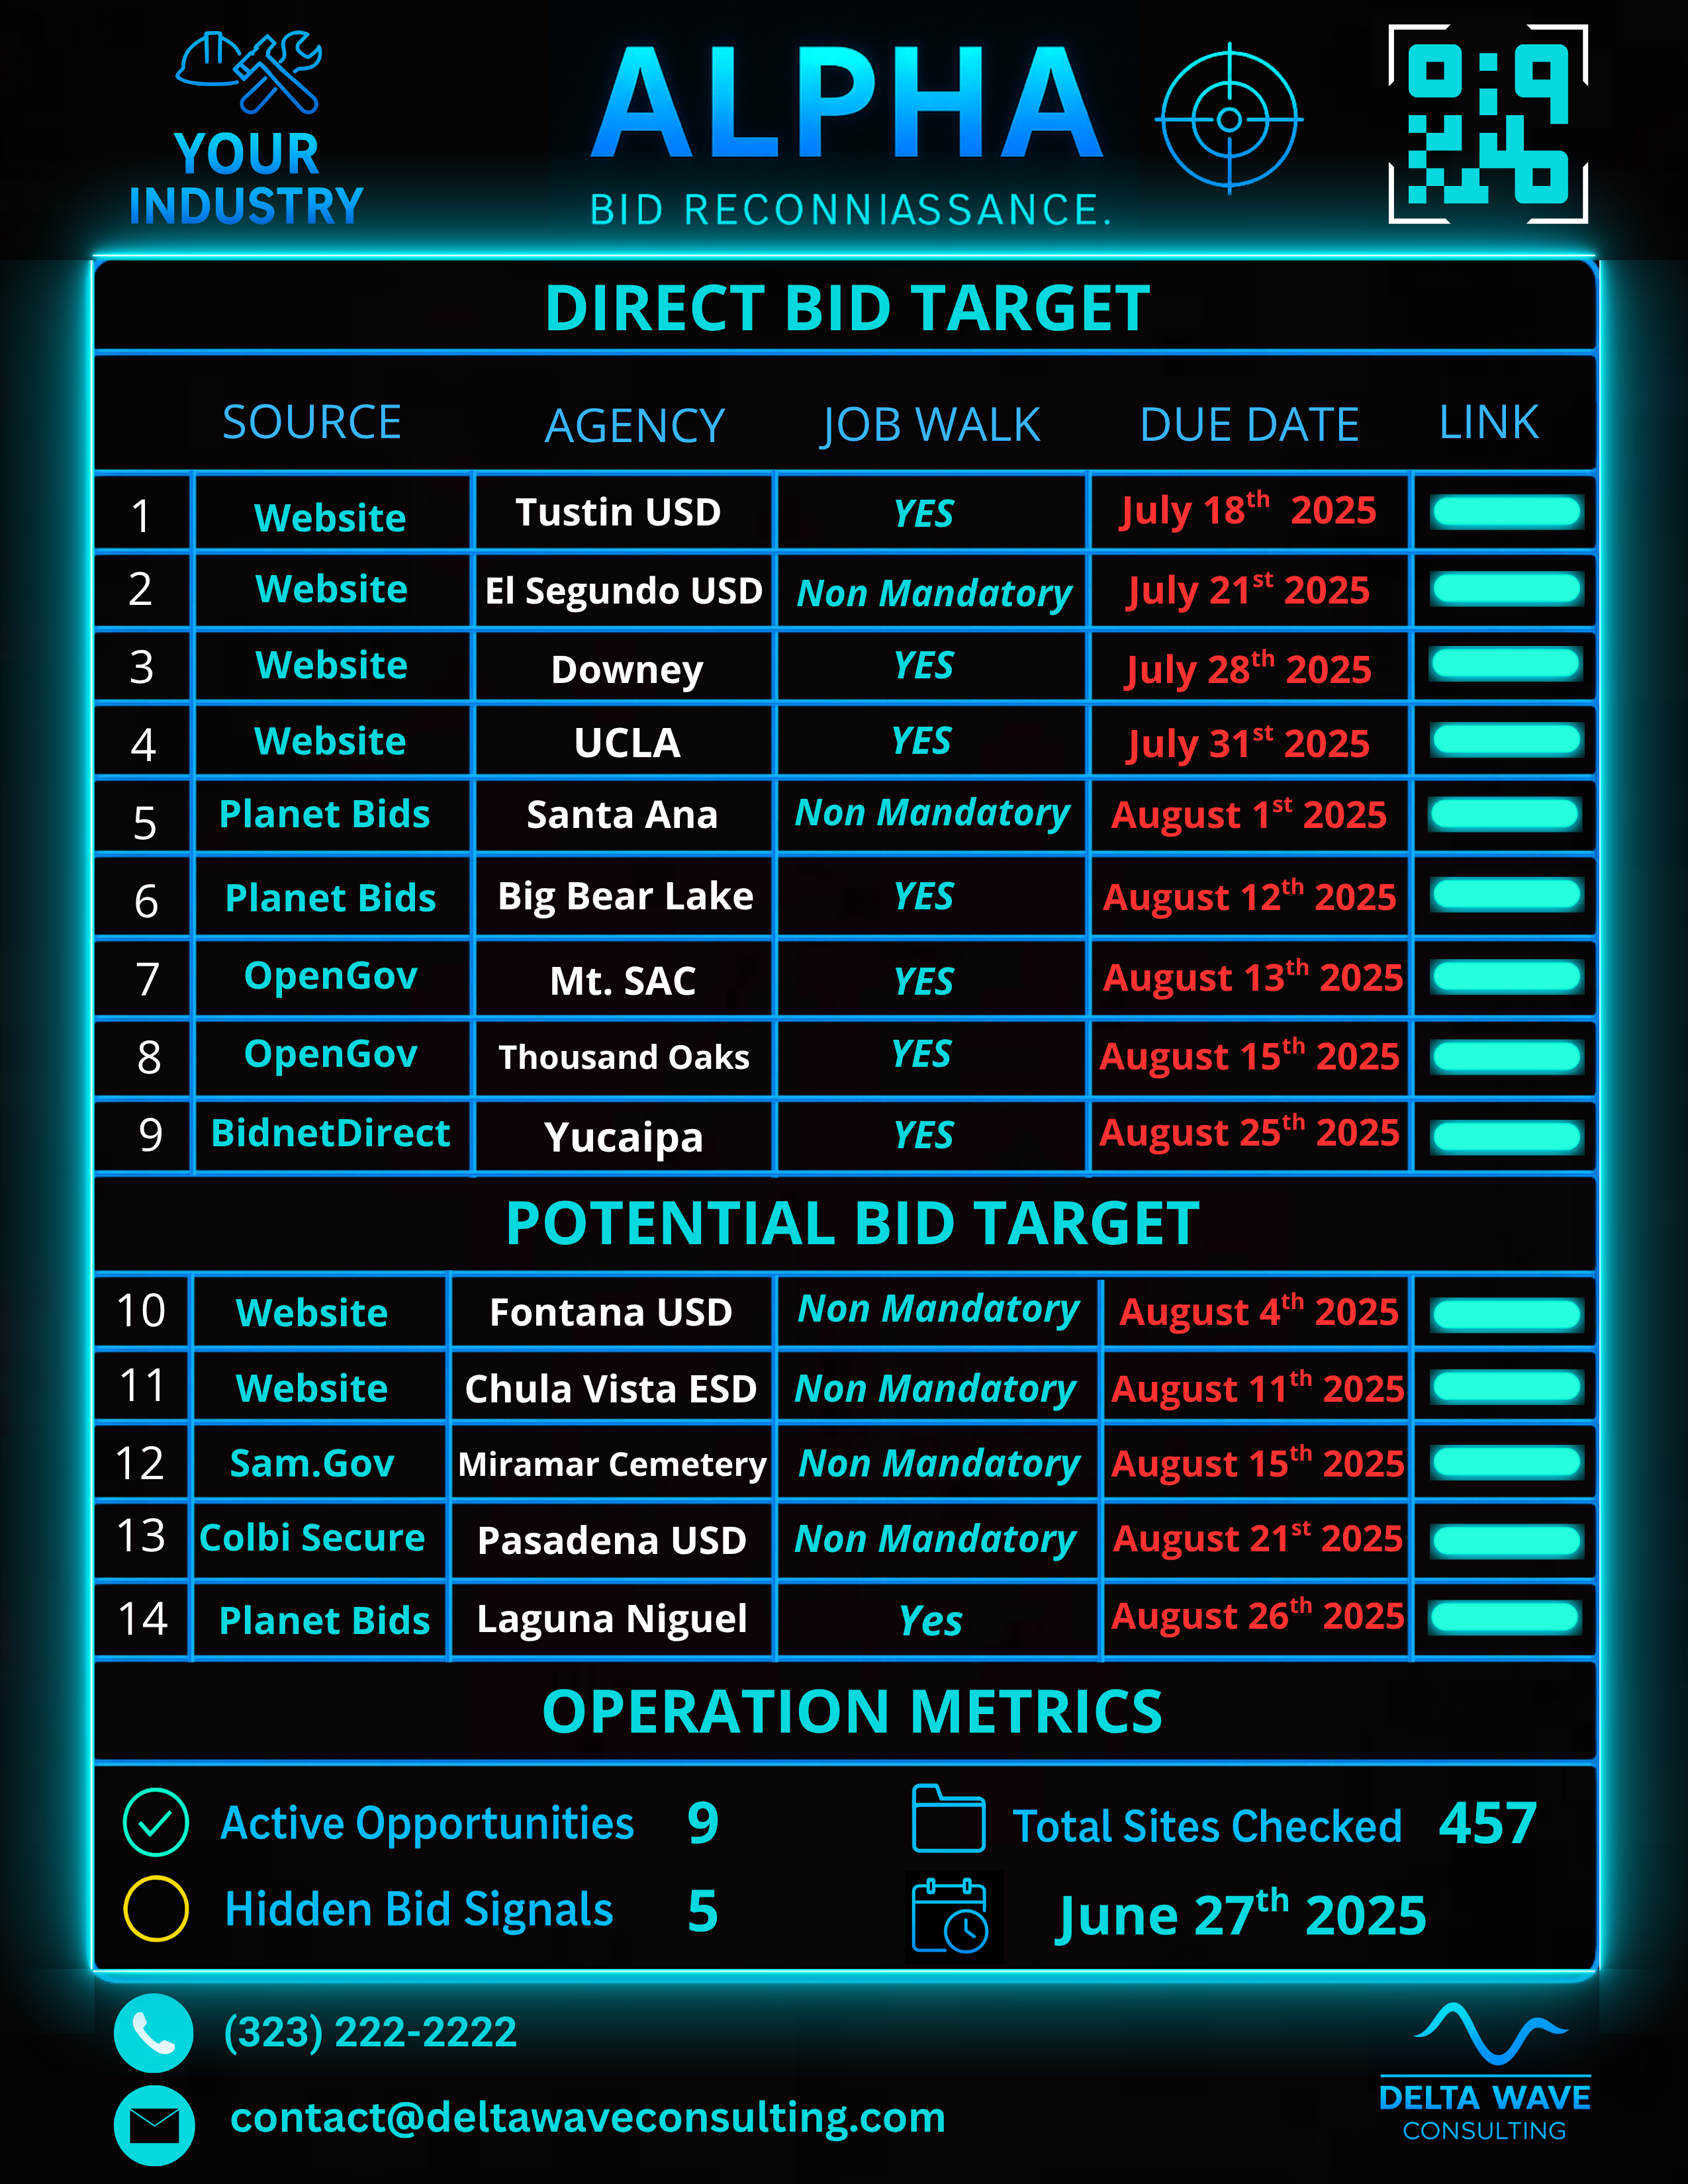 YOUR
INDUSTRY
ALPHA
BID RECONNIASSANCE.
DIRECT BID TARGET
SOURCE AGENCY JOB WALK DUE DATE LINK
1 Website Tustin USD YES July 18th 2025
2 Website El Segundo USD Non Mandatory July 21st 2025
3 Website Downey YES July 28th 2025
4 Website UCLA YES July 31st 2025
5 Planet Bids Santa Ana Non Mandatory August 1st 2025
6 Planet Bids Big Bear Lake YES August 12th 2025
7 OpenGov Mt. SAC YES August 13th 2025
8 OpenGov Thousand Oaks YES August 15th 2025
9 BidnetDirect Yucaipa YES August 25th 2025
POTENTIAL BID TARGET
10 Website Fontana USD Non Mandatory August 4th 2025
11 Website Chula Vista ESD Non Mandatory August 11th 2025
12 Sam.Gov Miramar Cemetery Non Mandatory August 15th 2025
13 Colbi Secure Pasadena USD Non Mandatory August 21st 2025
14 Planet Bids Laguna Niguel Yes August 26th 2025
OPERATION METRICS
Active Opportunities 9 Total Sites Checked 457
Hidden Bid Signals 5 June 27th 2025
(323) 222-2222
contact@deltawaveconsulting.com
DELTA WAVE
CONSULTING